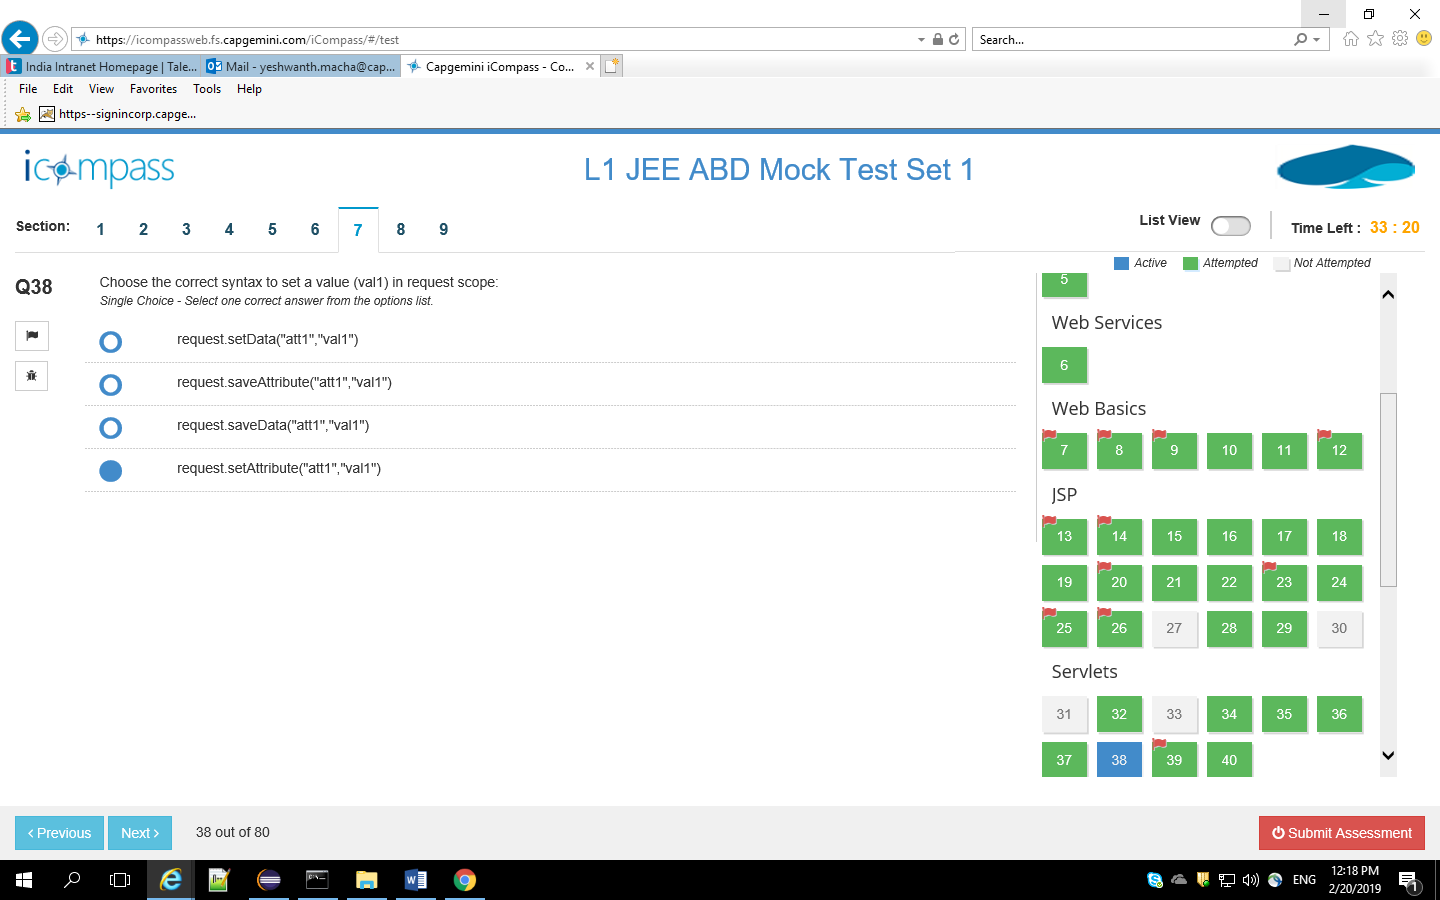 https://icompassweb.fs.capgemini.com/iCompass/#/test
Search...
India Intranet Homepage | Tale...
Mail - yeshwanth.macha@cap...
Capgemini iCompass - Co...
File Edit View Favorites Tools Help
https--signincorp.capge...
icompass
L1 JEE ABD Mock Test Set 1
Section: 1 2 3 4 5 6 7 8 9
List View
Time Left : 33 : 20
Active Attempted Not Attempted
Q38
Choose the correct syntax to set a value (val1) in request scope:
Single Choice - Select one correct answer from the options list.
request.setData("att1","val1")
request.saveAttribute("att1","val1")
request.saveData("att1","val1")
request.setAttribute("att1","val1")
5
Web Services
6
Web Basics
7 8 9 10 11 12
JSP
13 14 15 16 17 18
19 20 21 22 23 24
25 26 27 28 29 30
Servlets
31 32 33 34 35 36
37 38 39 40
Previous
Next
38 out of 80
Submit Assessment
ENG
12:18 PM
2/20/2019
1